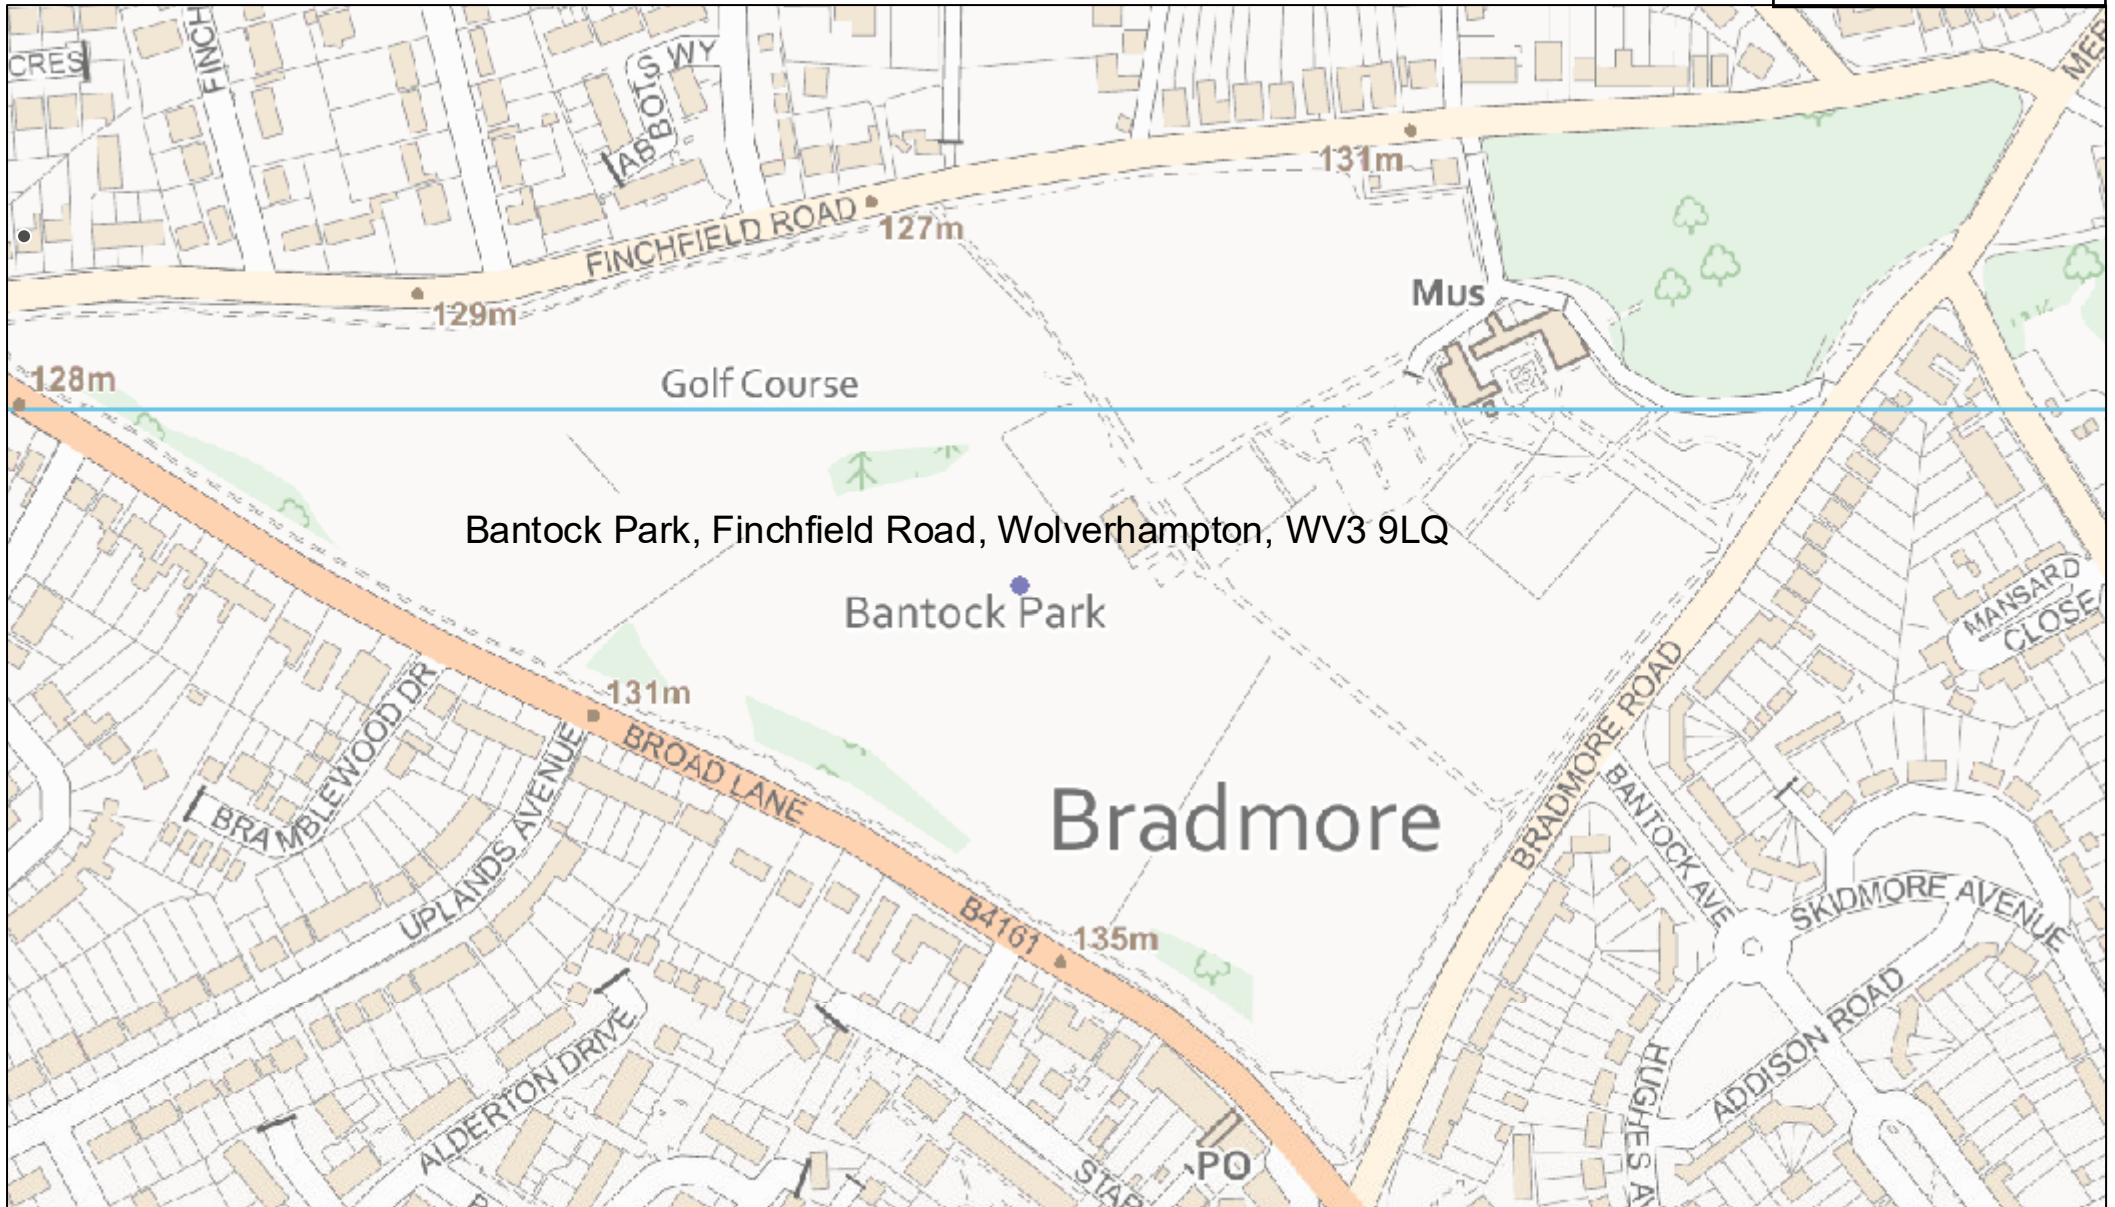 CRES
FINCH
ABBOTS WY
MER
131m
FINCHFIELD ROAD
127m
129m
Mus
128m
Golf Course
Bantock Park, Finchfield Road, Wolverhampton, WV3 9LQ
Bantock Park
MANSARD
CLOSE
131m
BROAD LANE
BRAMBLEWOOD DR
UPLANDS AVENUE
Bradmore
BRADMORE ROAD
BANTOCK AVE
SKIDMORE AVENUE
B4161
135m
ADDISON ROAD
HUGHES AV
ALDERTON DRIVE
STAR
PO